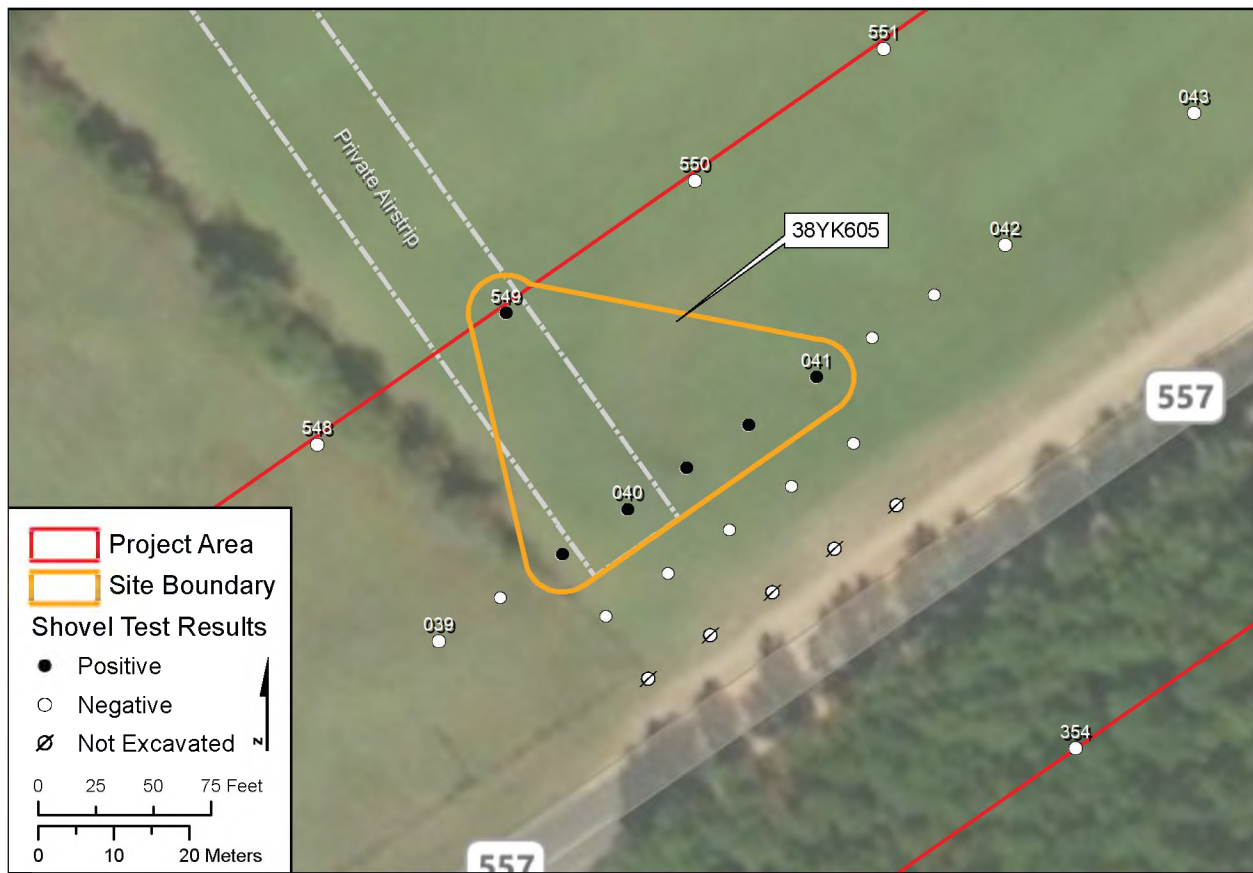 551
043
550
Private Airstrip
042
38YK605
549
041
557
548
040
039
354
557
Project Area
Site Boundary
Shovel Test Results
Positive
Negative
Not Excavated
N
0 25 50 75 Feet
0 10 20 Meters